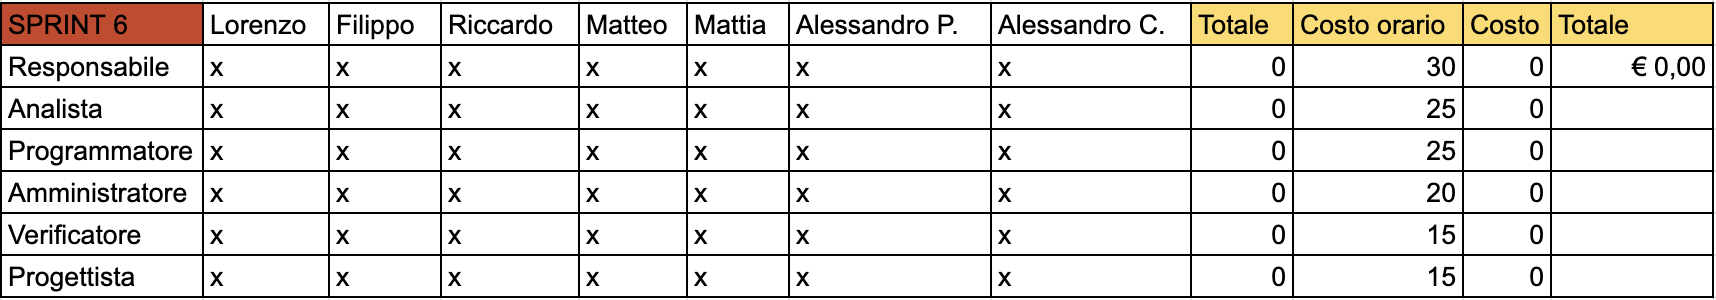 SPRINT 6 Lorenzo Filippo Riccardo Matteo Mattia Alessandro P. Alessandro C. Totale Costo orario Costo Totale
Responsabile x x x x x x x 0 30 0 € 0,00
Analista x x x x x x x 0 25 0
Programmatore x x x x x x x 0 25 0
Amministratore x x x x x x x 0 20 0
Verificatore x x x x x x x 0 15 0
Progettista x x x x x x x 0 15 0